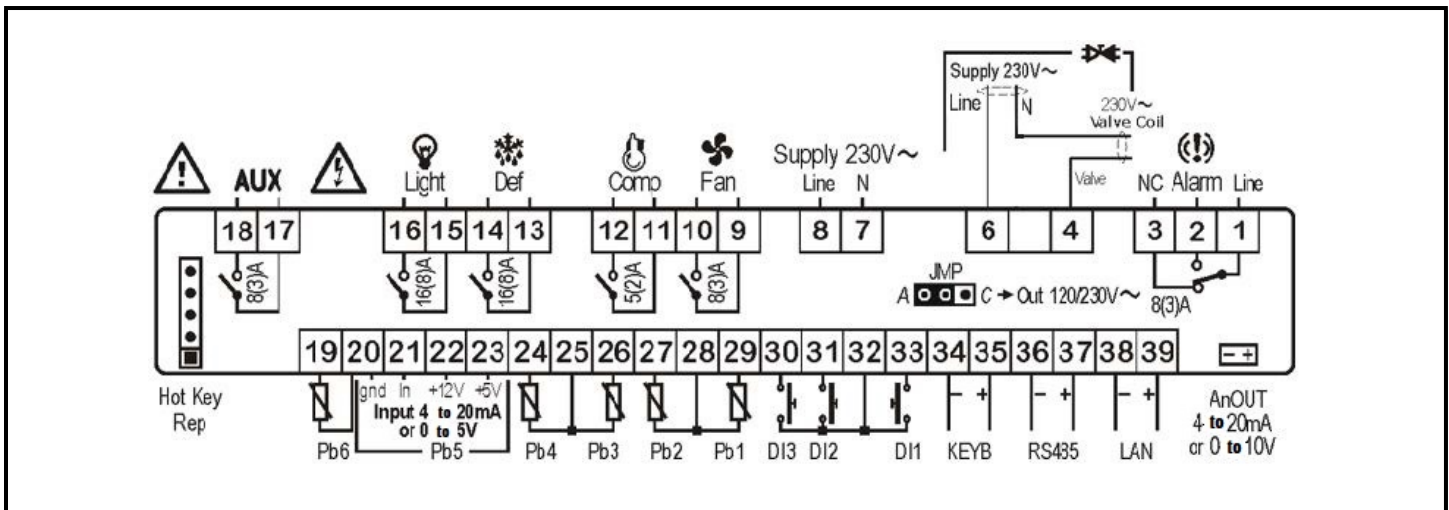 Supply 230V~
Line N
230V~
Valve Coil
AUX
Light
Def
Comp
Fan
Supply 230V~
Line N
Valve
NC Alarm Line
18 17
16 15 14 13
12 11 10 9
8 7
6 4
3 2 1
8(3)A
16(8)A
16(8)A
5(2)A
8(3)A
JMP
A C → Out 120/230V~
8(3)A
19 20 21 22 23 24 25 26 27 28 29 30 31 32 33 34 35 36 37 38 39
- +
gnd In +12V +5V
Input 4 to 20mA
or 0 to 5V
- + - + - +
Hot Key
Rep
Pb6 Pb5 Pb4 Pb3 Pb2 Pb1 DI3 DI2 DI1 KEYB RS485 LAN
AnOUT
4 to 20mA
or 0 to 10V